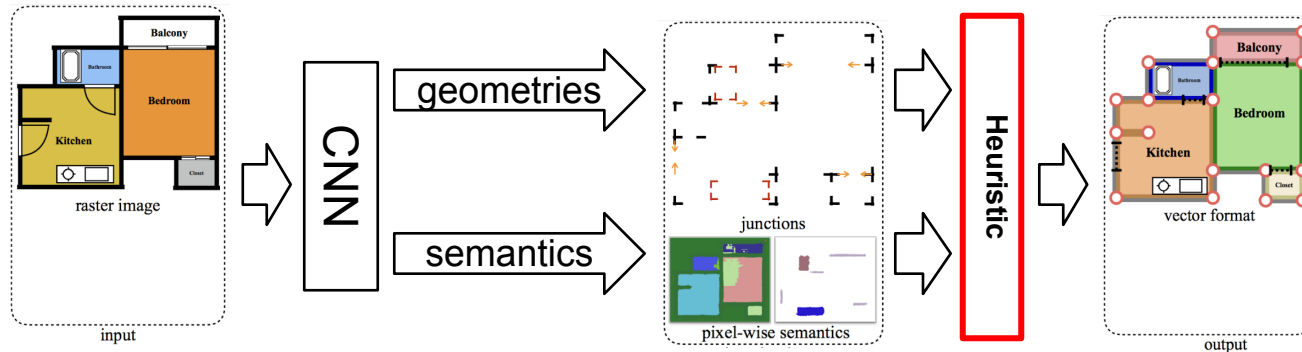 Balcony
Bathroom
Bedroom
Kitchen
Closet
raster image
input
CNN
geometries
semantics
junctions
pixel-wise semantics
Heuristic
Balcony
Bathroom
Bedroom
Kitchen
Closet
vector format
output